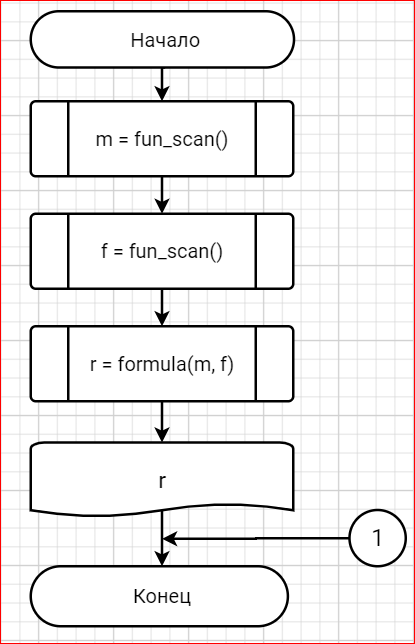 Начало
m = fun_scan()
f = fun_scan()
r = formula(m, f)
r
1
Конец